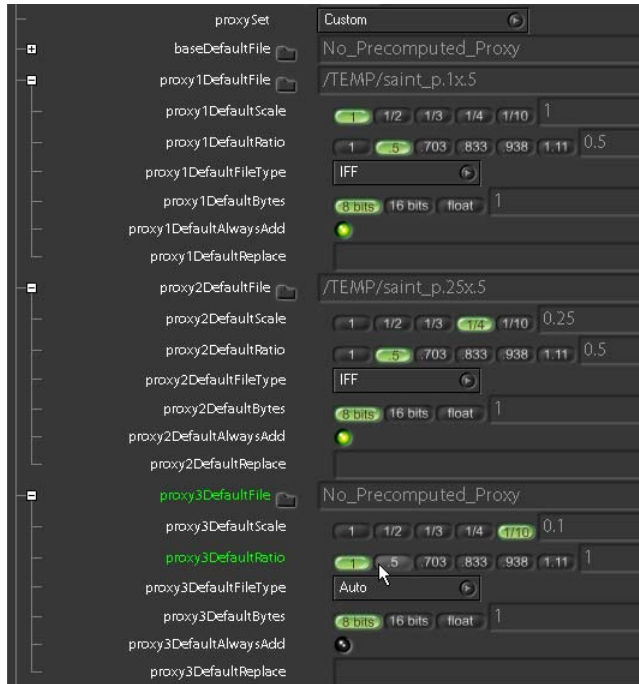 proxySet Custom
baseDefaultFile No_Precomputed_Proxy
proxy1DefaultFile /TEMP/saint_p.1x.5
proxy1DefaultScale 1 1/2 1/3 1/4 1/10 1
proxy1DefaultRatio 1 .5 .703 .833 .938 1.11 0.5
proxy1DefaultFileType IFF
proxy1DefaultBytes 8 bits 16 bits float 1
proxy1DefaultAlwaysAdd
proxy1DefaultReplace
proxy2DefaultFile /TEMP/saint_p.25x.5
proxy2DefaultScale 1 1/2 1/3 1/4 1/10 0.25
proxy2DefaultRatio 1 .5 .703 .833 .938 1.11 0.5
proxy2DefaultFileType IFF
proxy2DefaultBytes 8 bits 16 bits float 1
proxy2DefaultAlwaysAdd
proxy2DefaultReplace
proxy3DefaultFile No_Precomputed_Proxy
proxy3DefaultScale 1 1/2 1/3 1/4 1/10 0.1
proxy3DefaultRatio 1 .5 .703 .833 .938 1.11 1
proxy3DefaultFileType Auto
proxy3DefaultBytes 8 bits 16 bits float 1
proxy3DefaultAlwaysAdd
proxy3DefaultReplace